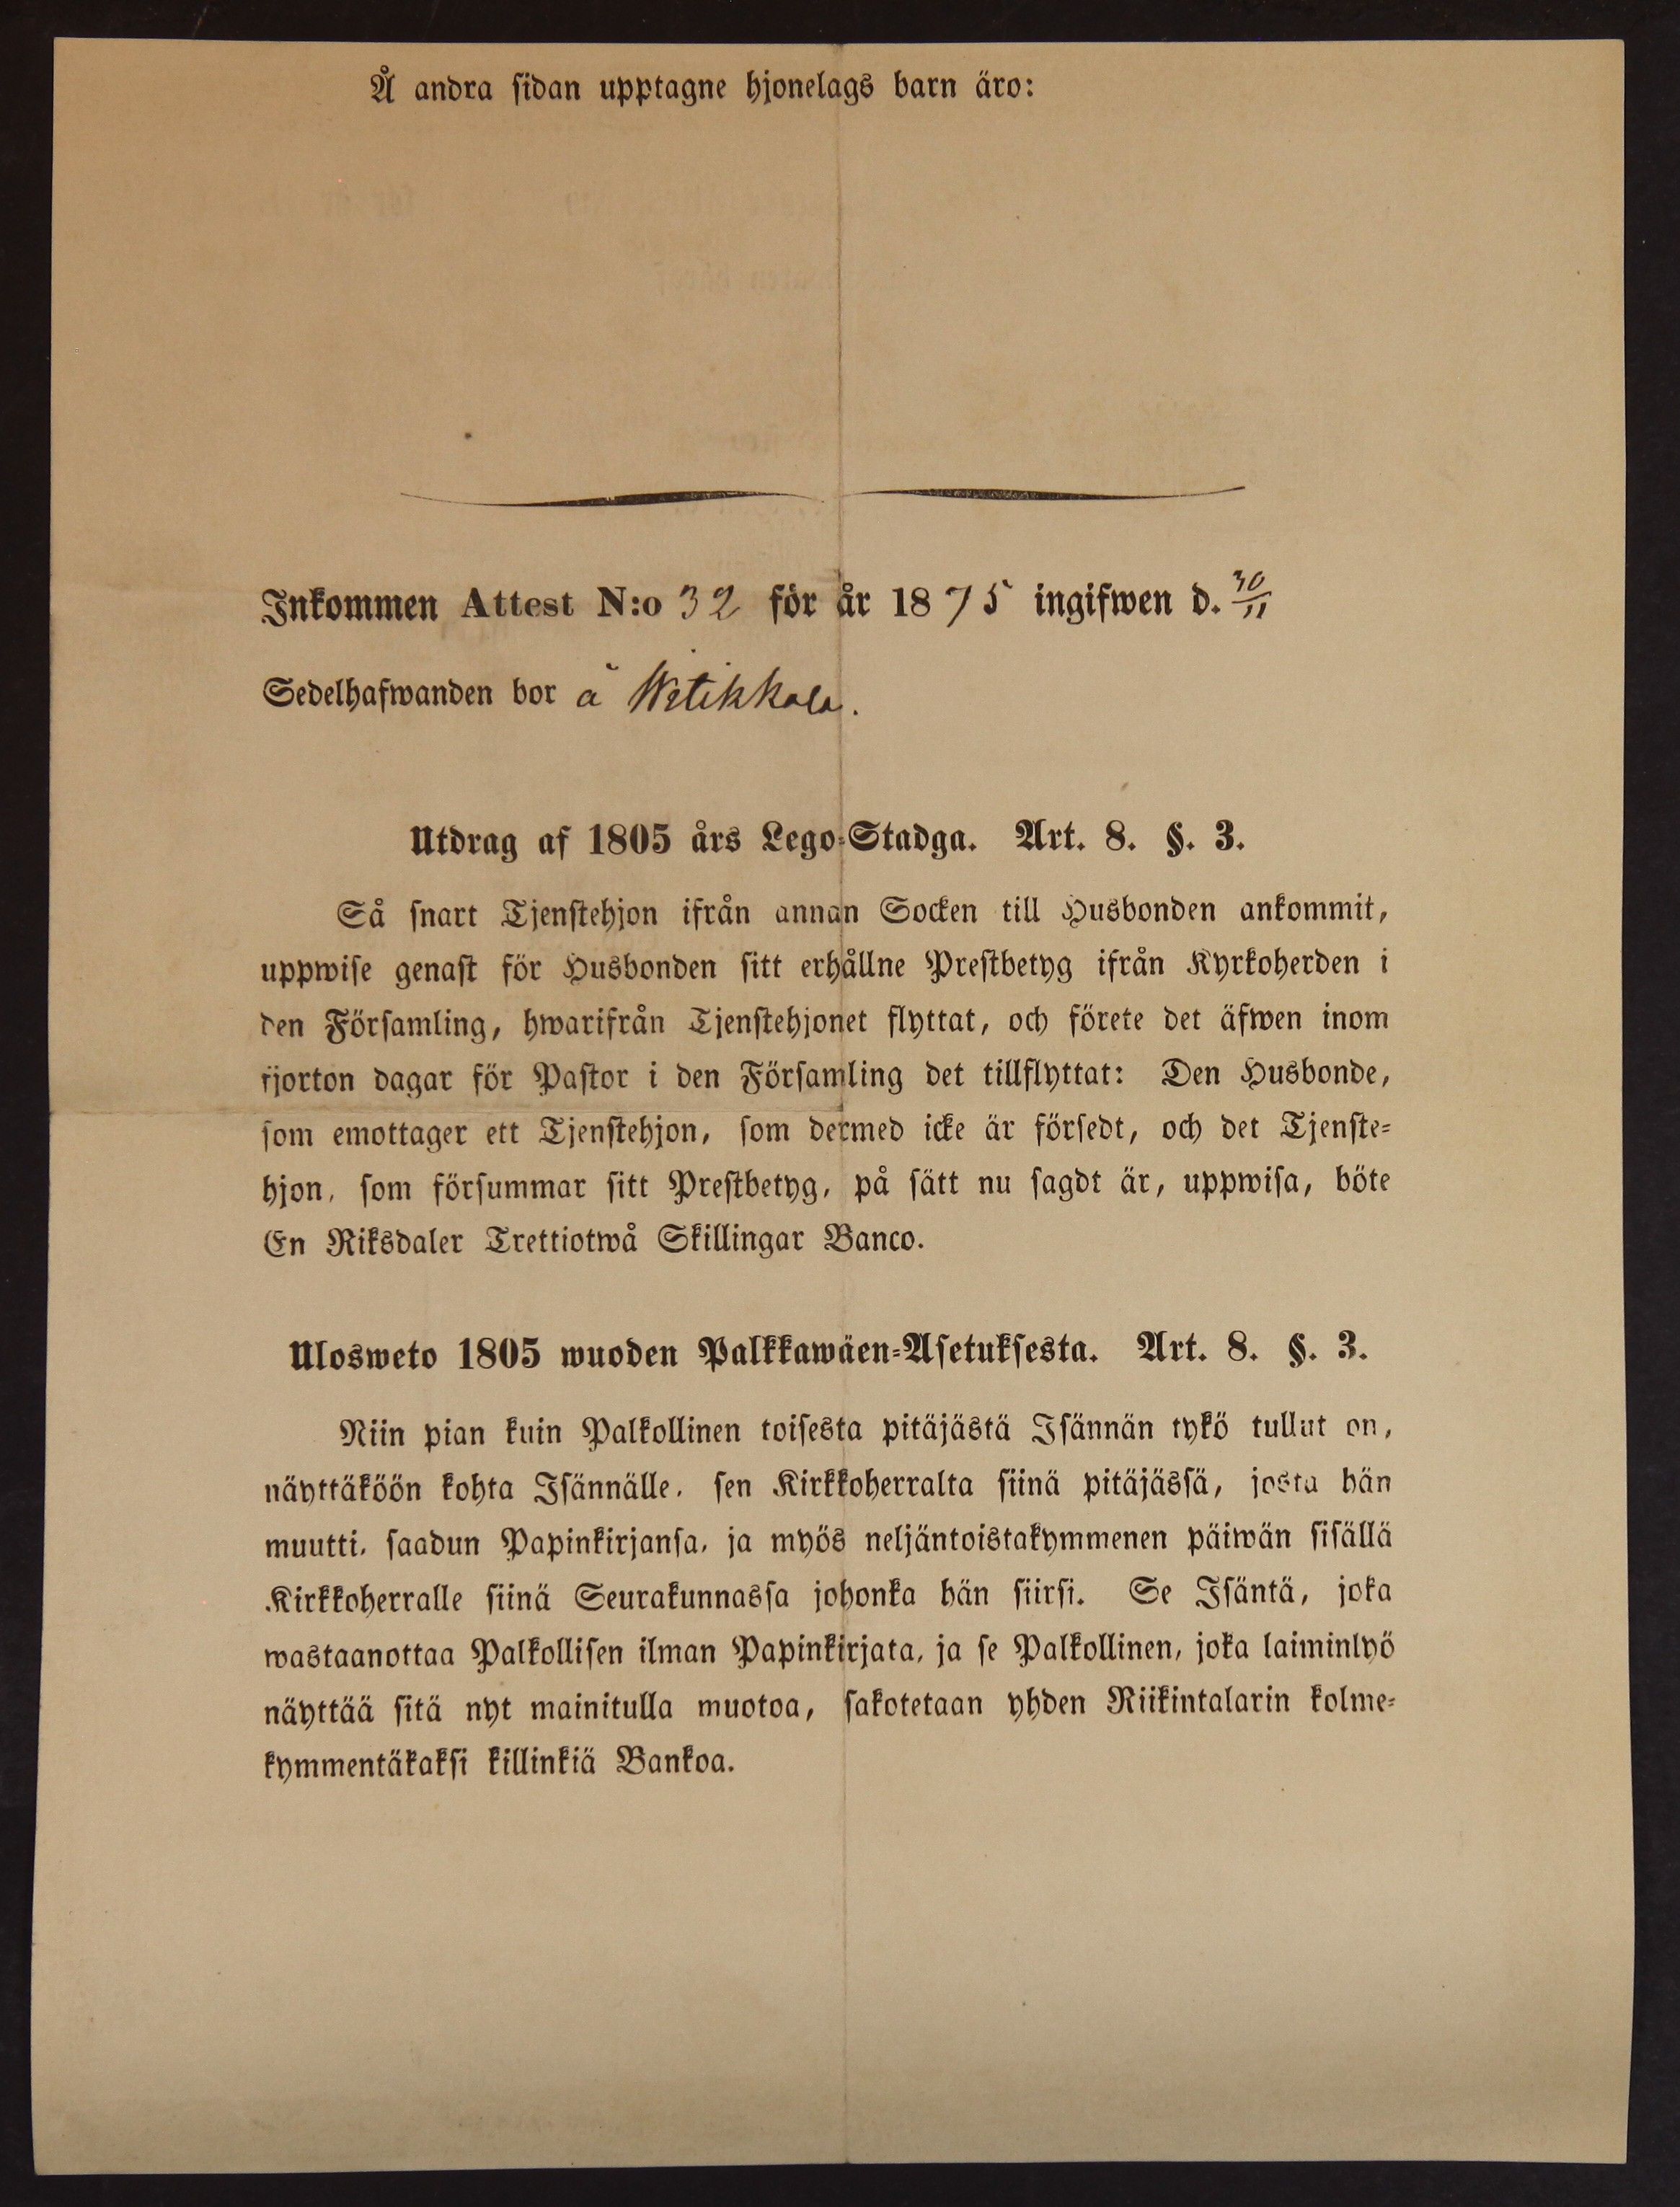 Å andra sidan upptagne hjonelags barn äro:
Inkommen Attest N:o 32 för år 1875 ingifwen d. 30/11
Sedelhafwanden bor å Wetikkala.
Utdrag af 1805 års Lego-Stadga. Art. 8. §. 3.
Så snart Tjenstehjon ifrån annan Socken till Husbonden ankommit,
uppwise genast för Husbonden sitt erhållne Prestbetyg ifrån Kyrkoherden i
den Församling, hwarifrån Tjenstehjonet flyttat, och förete det äfwen inom
fjorton dagar för Pastor i den Församling det tillflyttat: Den Husbonde,
som emottager ett Tjenstehjon, som dermed icke är försedt, och det Tjenste-
hjon, som försummar sitt Prestbetyg, på sätt nu sagdt är, uppwisa, böte
En Riksdaler Trettiotwå Skillingar Banco.
Ulosweto 1805 wuoden Palkkawäen-Asetuksesta. Art. 8. §. 3.
Niin pian kuin Palkollinen toisesta pitäjästä Isännän tykö tullut on,
näyttäköön kohta Isännälle, sen Kirkkoherralta siinä pitäjässä, josta hän
muutti, saadun Papinkirjansa, ja myös neljäntoistakymmenen päiwän sisällä
Kirkkoherralle siinä Seurakunnassa johonka hän siirsi. Se Isäntä, joka
wastaanottaa Palkollisen ilman Papinkirjata, ja se Palkollinen, joka laiminlyö
näyttää sitä nyt mainitulla muotoa, sakotetaan yhden Riikintalarin kolme-
kymmentäkaksi killinkiä Bankoa.